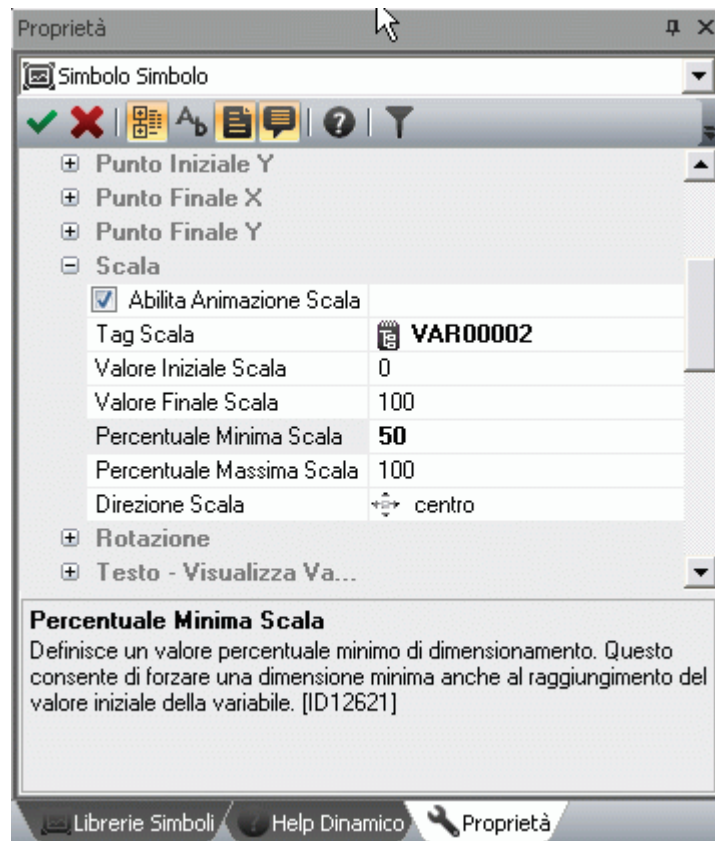 Proprietà
Simbolo Simbolo
Punto Iniziale Y
Punto Finale X
Punto Finale Y
Scala
Abilita Animazione Scala
Tag Scala VAR00002
Valore Iniziale Scala 0
Valore Finale Scala 100
Percentuale Minima Scala 50
Percentuale Massima Scala 100
Direzione Scala centro
Rotazione
Testo - Visualizza Va...
Percentuale Minima Scala
Definisce un valore percentuale minimo di dimensionamento. Questo
consente di forzare una dimensione minima anche al raggiungimento del
valore iniziale della variabile. [ID12621]
Librerie Simboli Help Dinamico Proprietà